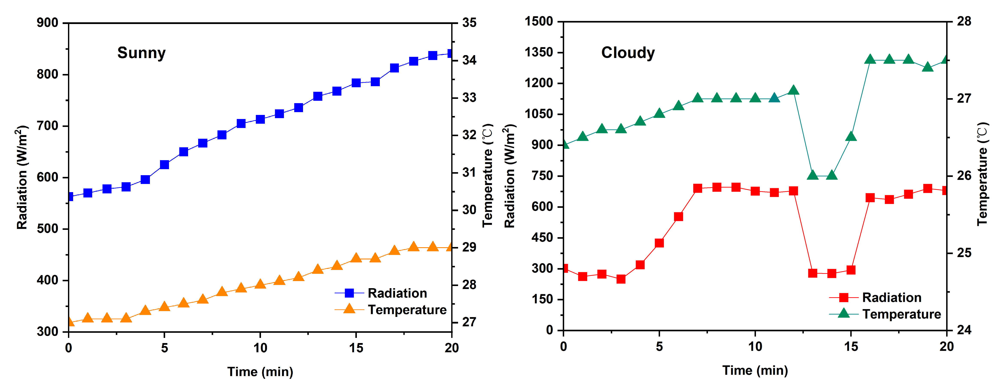 Sunny
900
800
700
600
500
400
300
Radiation (W/m²)
35
34
33
32
31
30
29
28
27
Temperature (℃)
Radiation
Temperature
0 5 10 15 20
Time (min)
Cloudy
1500
1350
1200
1050
900
750
600
450
300
150
0
Radiation (W/m²)
28
27
26
25
24
Temperature (℃)
Radiation
Temperature
0 5 10 15 20
Time (min)